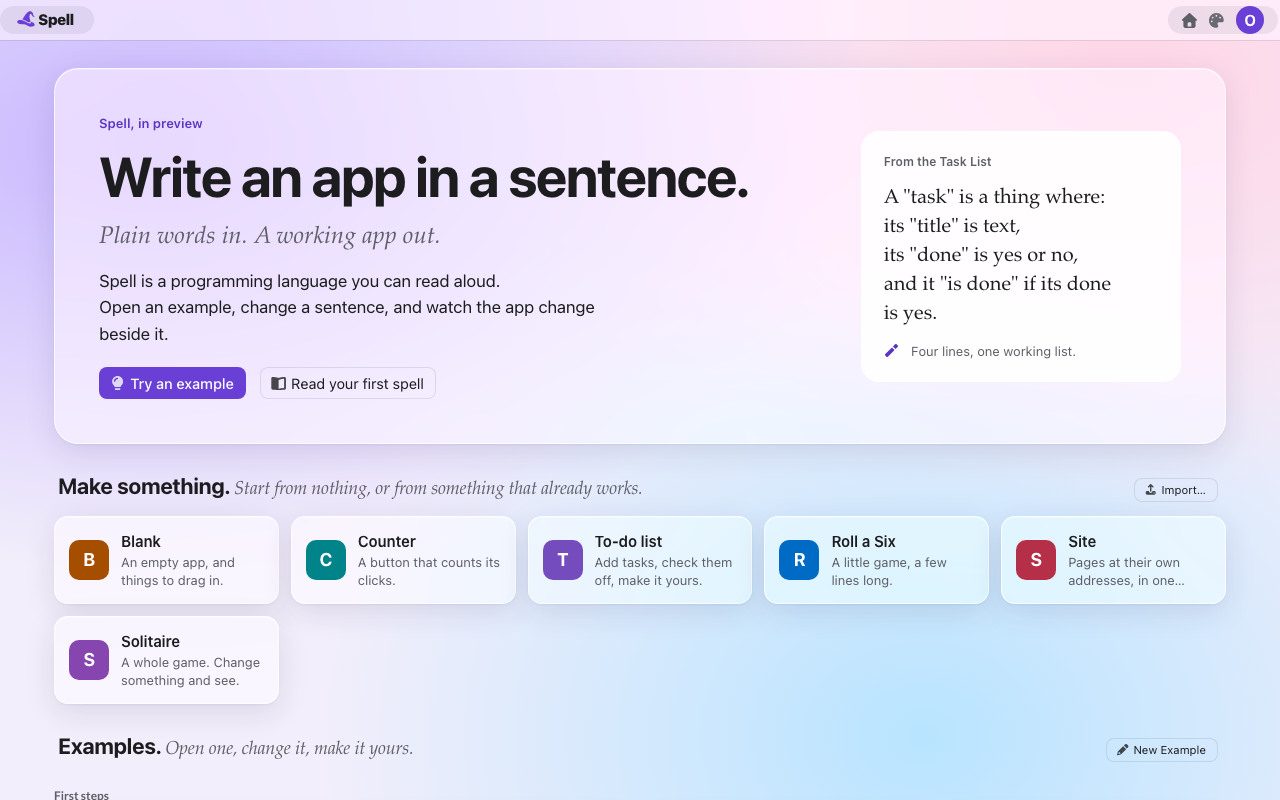 Spell
O
Spell, in preview
Write an app in a sentence.
Plain words in. A working app out.
Spell is a programming language you can read aloud.
Open an example, change a sentence, and watch the app change
beside it.
Try an example
Read your first spell
From the Task List
A "task" is a thing where:
its "title" is text,
its "done" is yes or no,
and it "is done" if its done
is yes.
Four lines, one working list.
Make something. Start from nothing, or from something that already works.
Import...
B
Blank
An empty app, and
things to drag in.
C
Counter
A button that counts its
clicks.
T
To-do list
Add tasks, check them
off, make it yours.
R
Roll a Six
A little game, a few
lines long.
S
Site
Pages at their own
addresses, in one...
S
Solitaire
A whole game. Change
something and see.
Examples. Open one, change it, make it yours.
New Example
First steps